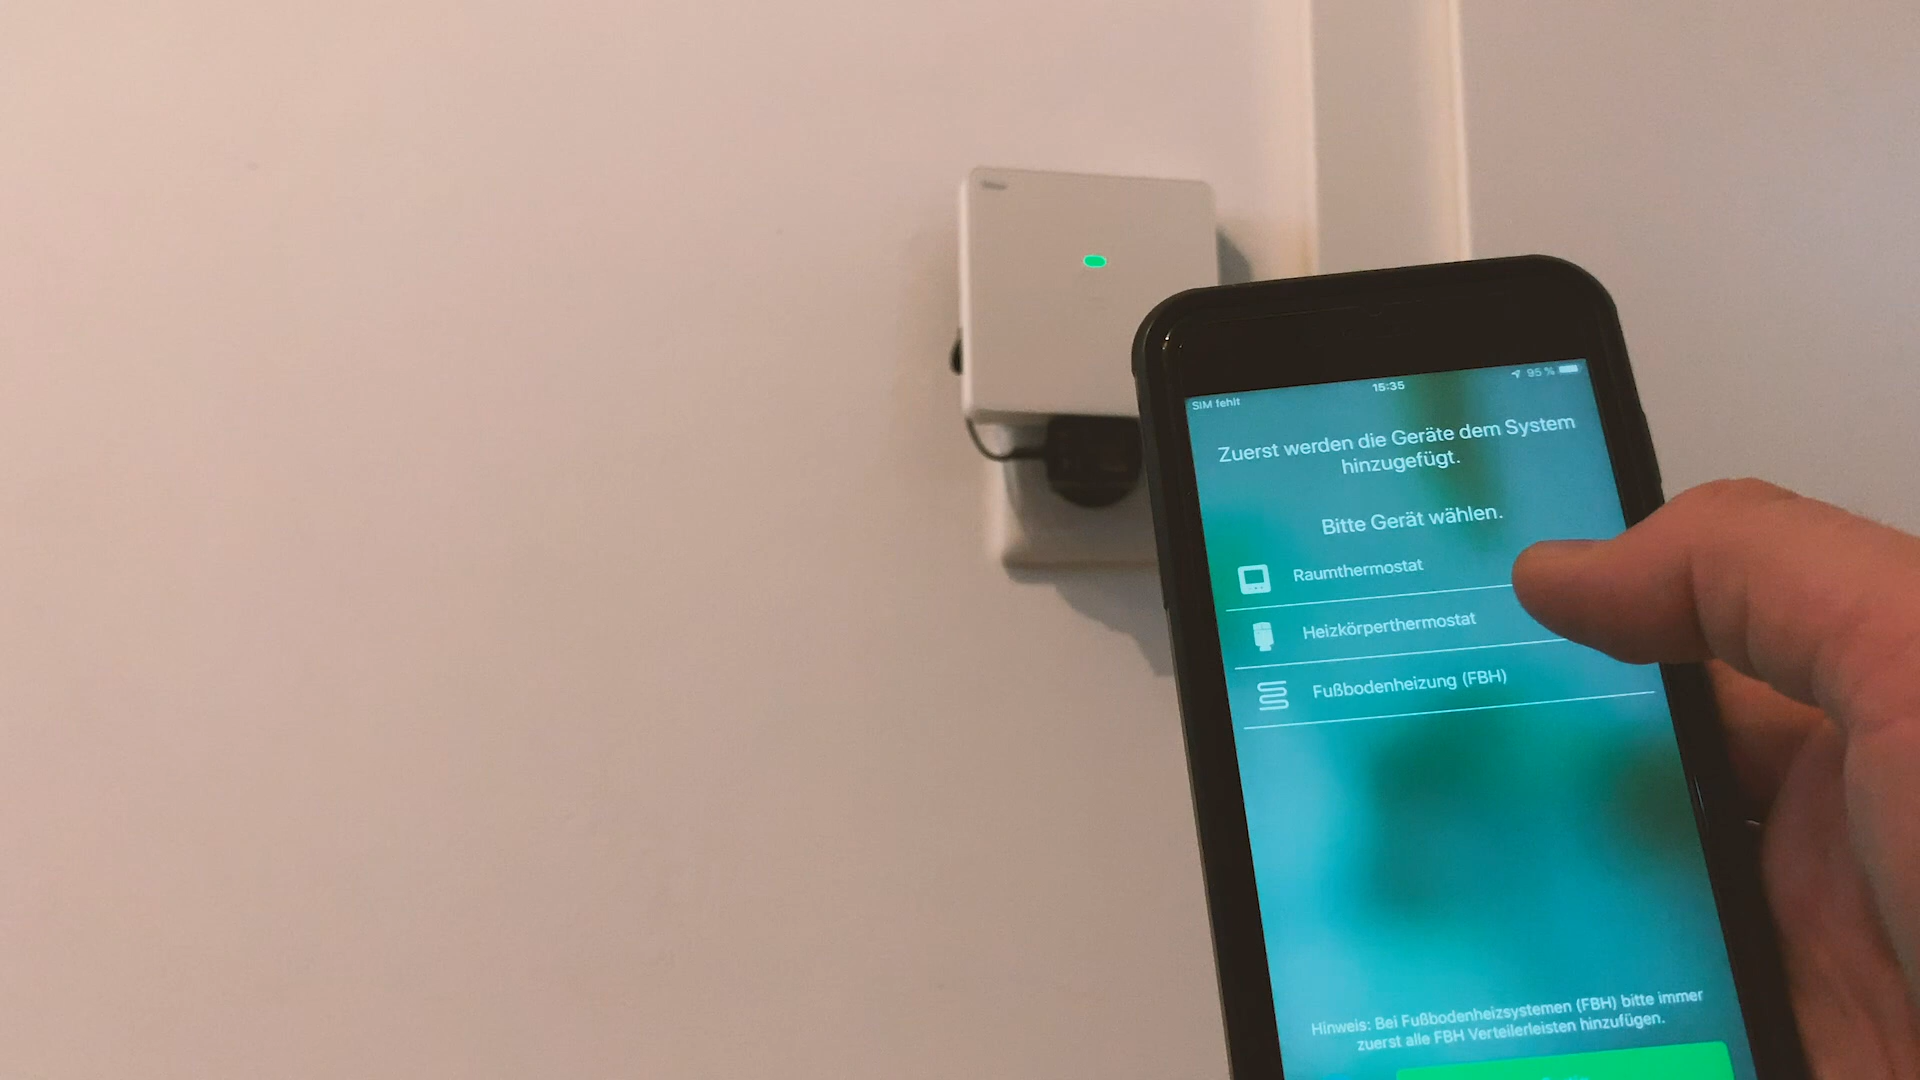 SIM fehlt 15:35 95 %
Zuerst werden die Geräte dem System
hinzugefügt.
Bitte Gerät wählen.
Raumthermostat
Heizkörperthermostat
Fußbodenheizung (FBH)
Hinweis: Bei Fußbodenheizsystemen (FBH) bitte immer
zuerst alle FBH Verteilerleisten hinzufügen.